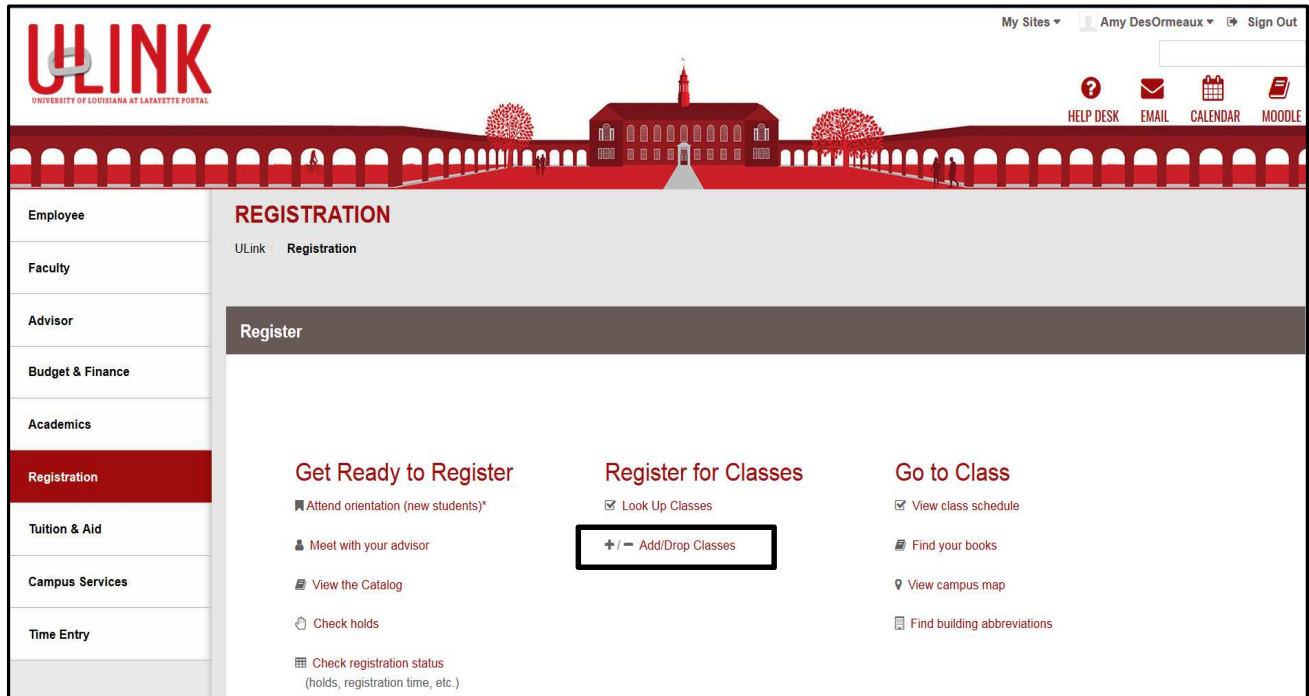 My Sites Amy DesOrmeaux Sign Out
ULINK
UNIVERSITY OF LOUISIANA AT LAFAYETTE PORTAL
HELP DESK EMAIL CALENDAR MOODLE
Employee
Faculty
Advisor
Budget & Finance
Academics
Registration
Tuition & Aid
Campus Services
Time Entry
REGISTRATION
ULink / Registration
Register
Get Ready to Register
Attend orientation (new students)*
Meet with your advisor
View the Catalog
Check holds
Check registration status
(holds, registration time, etc.)
Register for Classes
Look Up Classes
+ / − Add/Drop Classes
Go to Class
View class schedule
Find your books
View campus map
Find building abbreviations